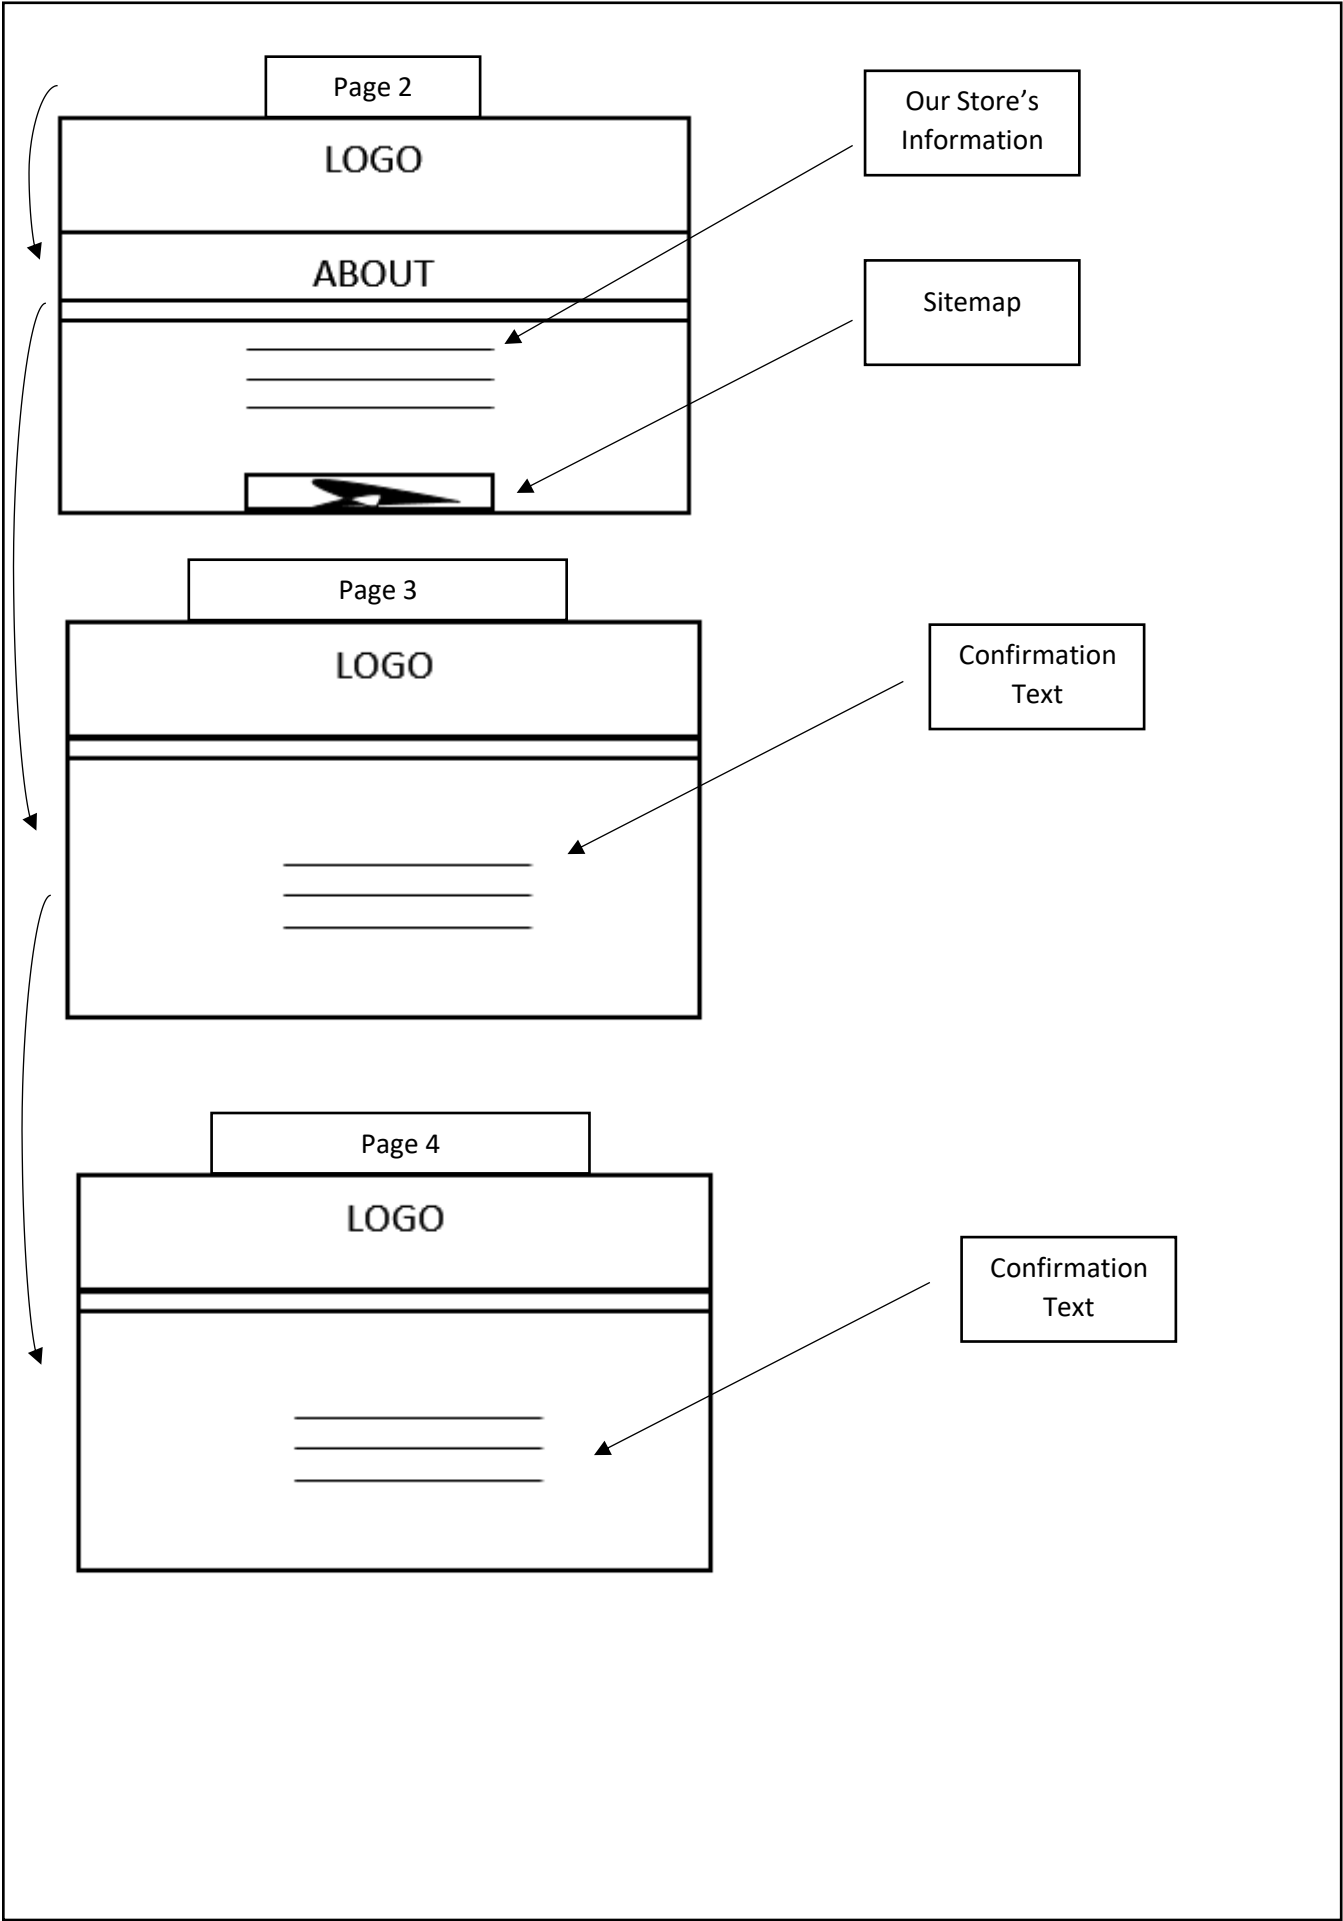 Page 2
LOGO
ABOUT
Our Store’s
Information
Sitemap
Page 3
LOGO
Confirmation
Text
Page 4
LOGO
Confirmation
Text